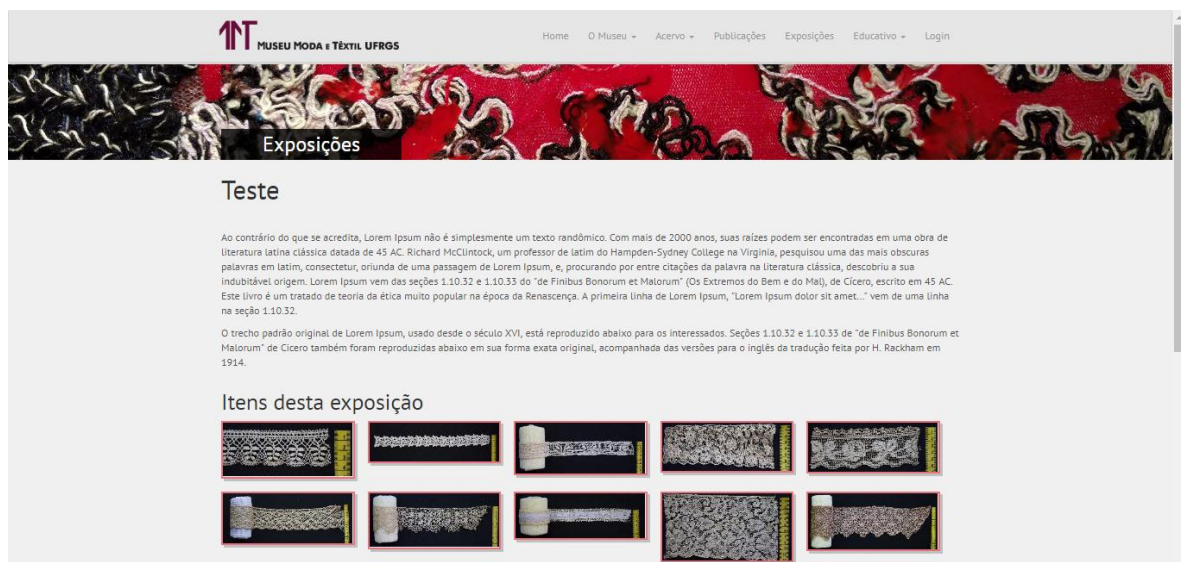 MUSEU MODA E TÊXTIL UFRGS
Home O Museu Acervo Publicações Exposições Educativo Login
Exposições
Teste
Ao contrário do que se acredita, Lorem Ipsum não é simplesmente um texto randômico. Com mais de 2000 anos, suas raízes podem ser encontradas em uma obra de
literatura latina clássica datada de 45 AC. Richard McClintock, um professor de latim do Hampden-Sydney College na Virginia, pesquisou uma das mais obscuras
palavras em latim, consectetur, oriunda de uma passagem de Lorem Ipsum, e, procurando por entre citações da palavra na literatura clássica, descobriu a sua
indubitável origem. Lorem Ipsum vem das seções 1.10.32 e 1.10.33 do "de Finibus Bonorum et Malorum" (Os Extremos do Bem e do Mal), de Cícero, escrito em 45 AC.
Este livro é um tratado de teoria da ética muito popular na época da Renascença. A primeira linha de Lorem Ipsum, "Lorem Ipsum dolor sit amet..." vem de uma linha
na seção 1.10.32.
O trecho padrão original de Lorem Ipsum, usado desde o século XVI, está reproduzido abaixo para os interessados. Seções 1.10.32 e 1.10.33 de "de Finibus Bonorum et
Malorum" de Cicero também foram reproduzidas abaixo em sua forma exata original, acompanhada das versões para o inglês da tradução feita por H. Rackham em
1914.
Itens desta exposição